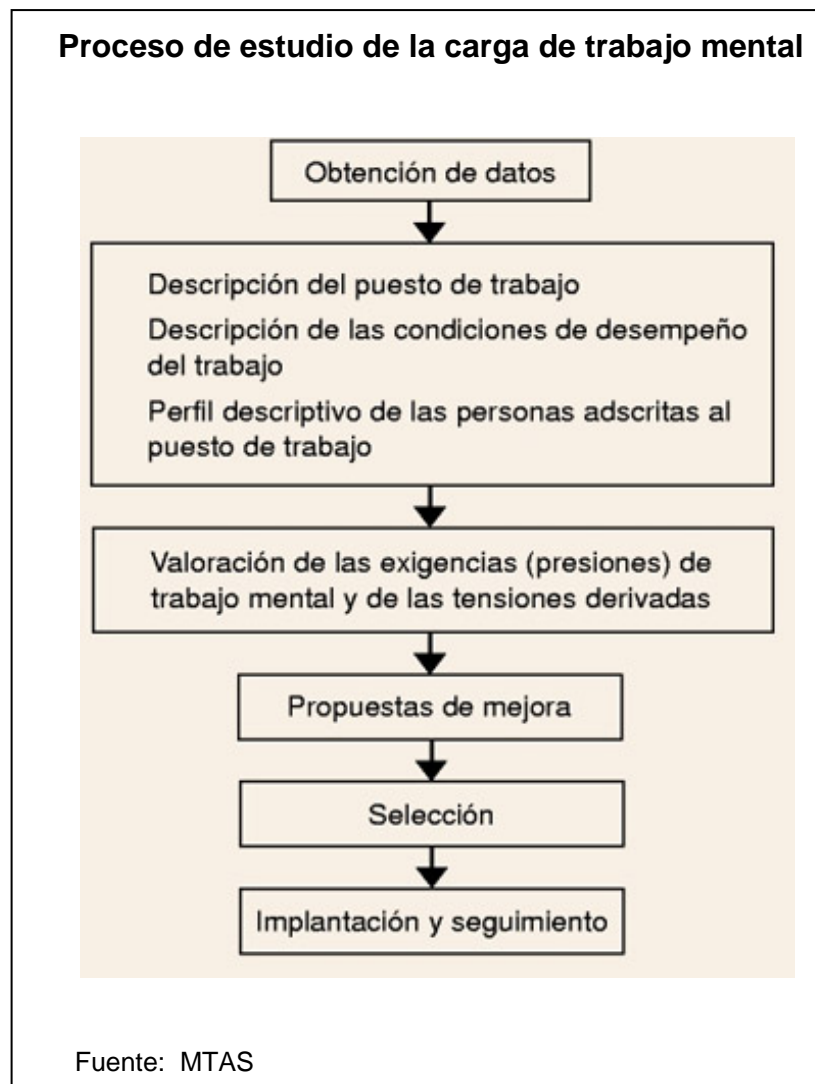 Proceso de estudio de la carga de trabajo mental
Obtención de datos
Descripción del puesto de trabajo
Descripción de las condiciones de desempeño
del trabajo
Perfil descriptivo de las personas adscritas al
puesto de trabajo
Valoración de las exigencias (presiones) de
trabajo mental y de las tensiones derivadas
Propuestas de mejora
Selección
Implantación y seguimiento
Fuente: MTAS